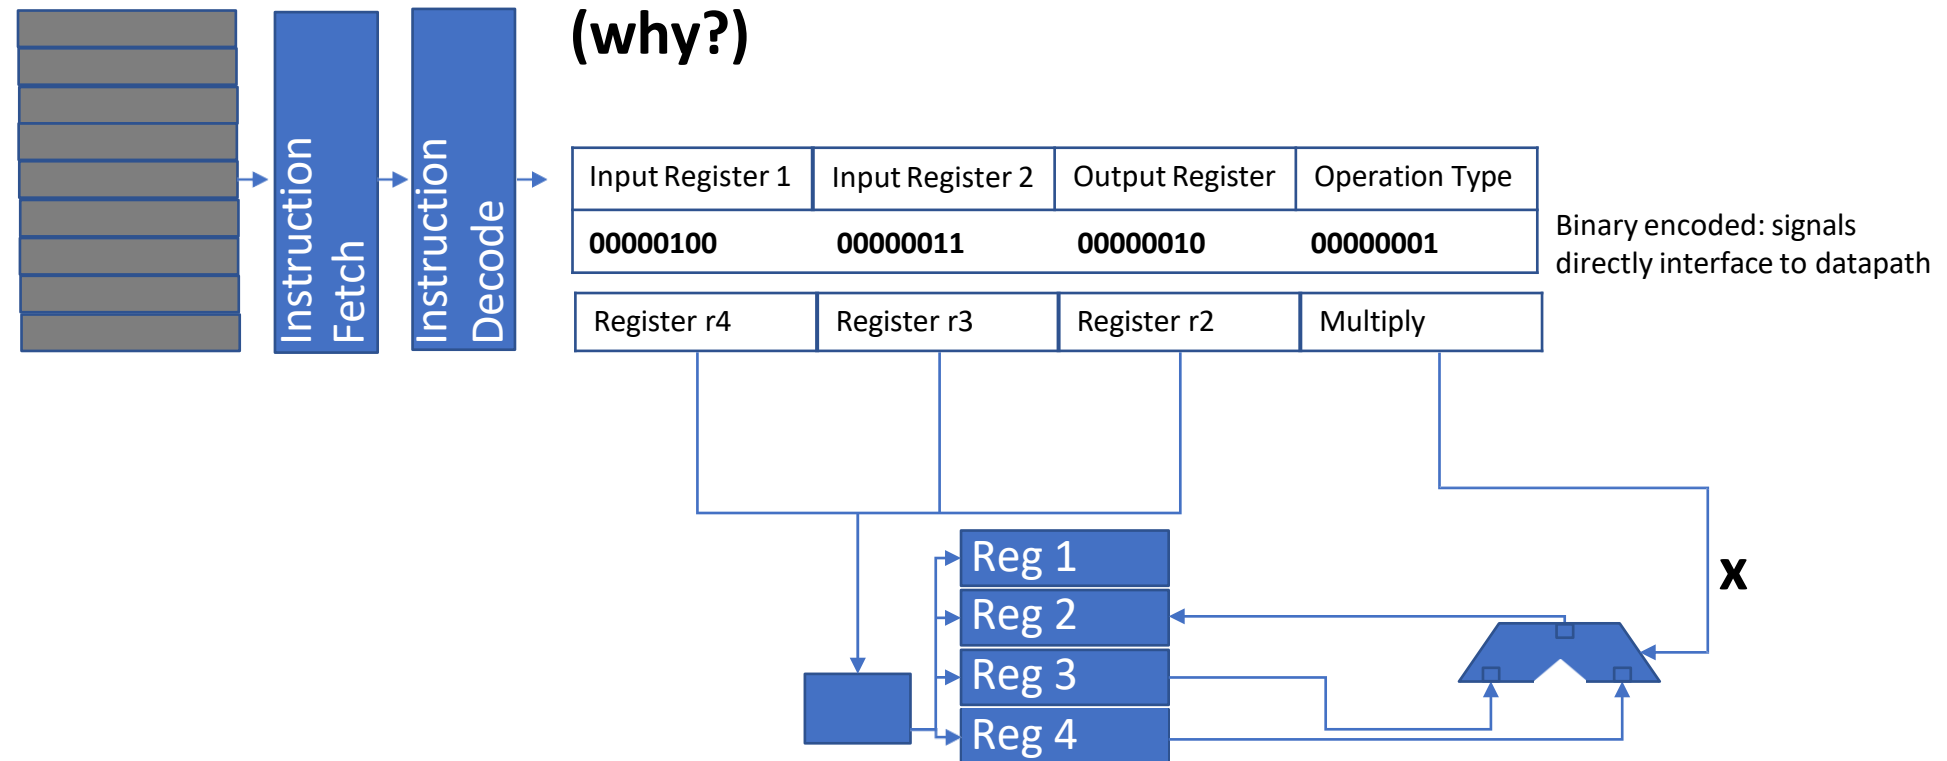 (why?)
Instruction
Fetch
Instruction
Decode
Input Register 1
Input Register 2
Output Register
Operation Type
00000100
00000011
00000010
00000001
Binary encoded: signals
directly interface to datapath
Register r4
Register r3
Register r2
Multiply
Reg 1
Reg 2
Reg 3
Reg 4
x